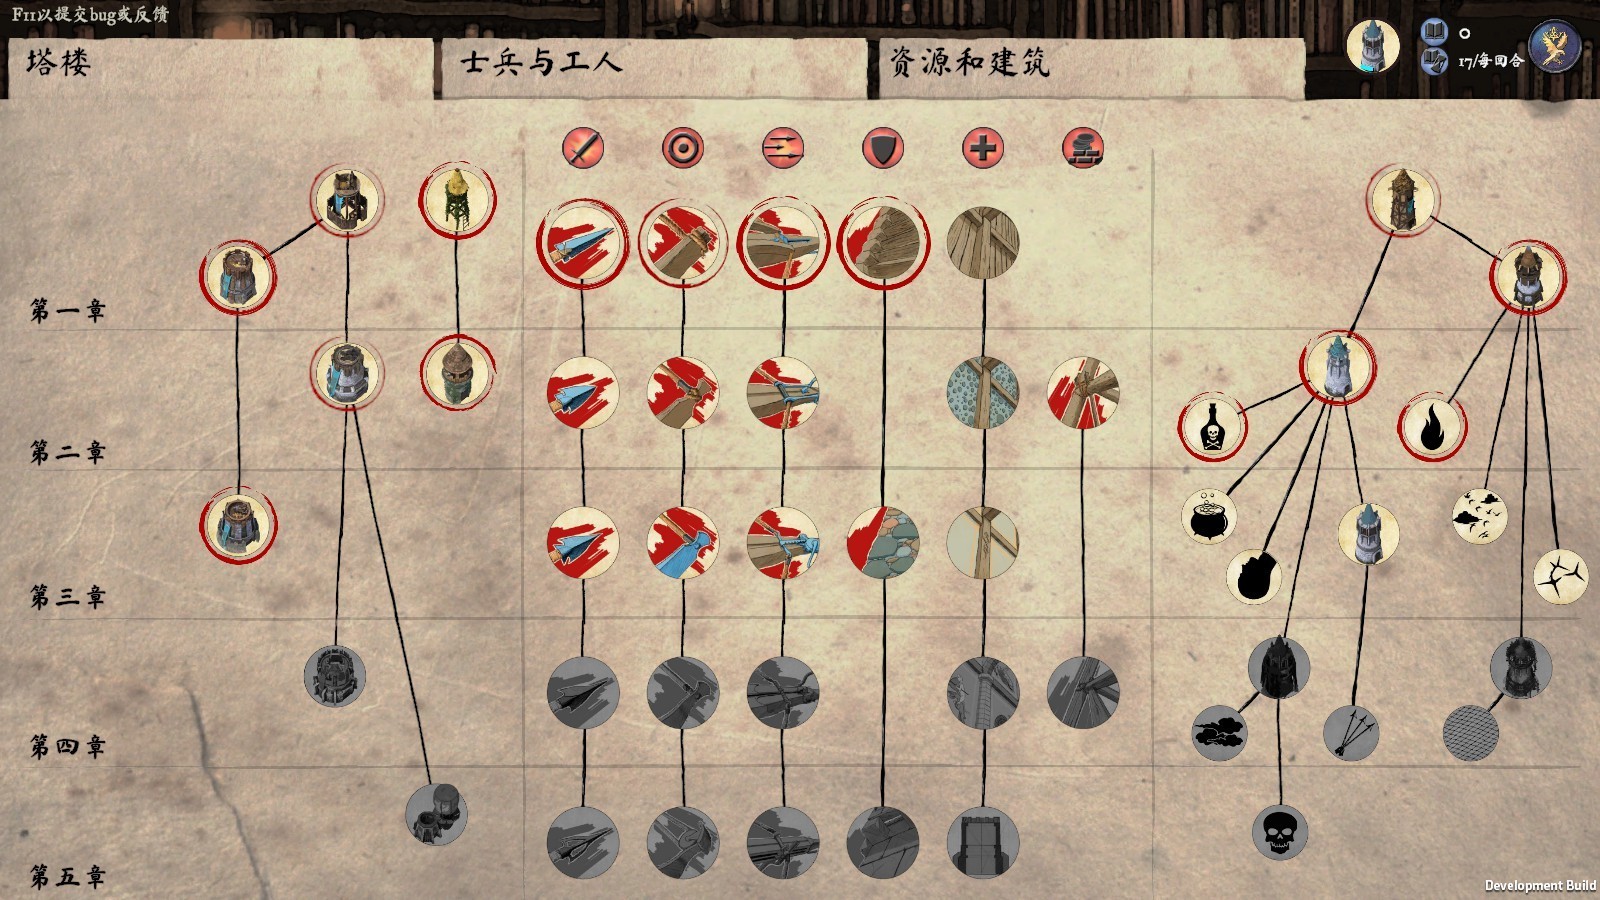 F11以提交bug或反馈
塔楼
士兵与工人
资源和建筑
0
17/每回合
第一章
第二章
第三章
第四章
第五章
Development Build